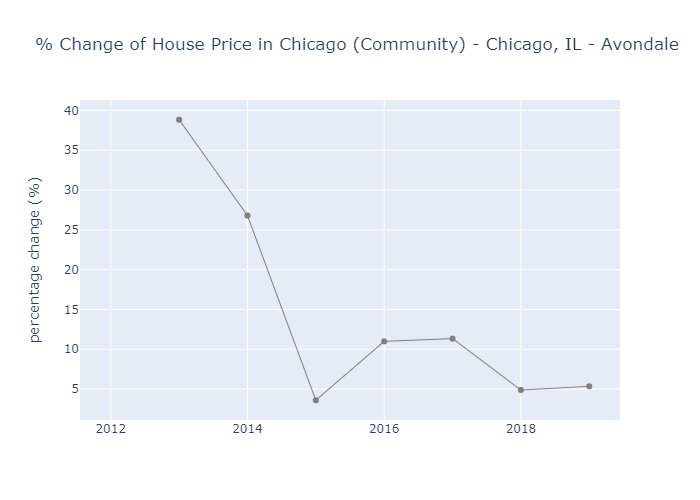 % Change of House Price in Chicago (Community) - Chicago, IL - Avondale
percentage change (%)
40
35
30
25
20
15
10
5
2012 2014 2016 2018